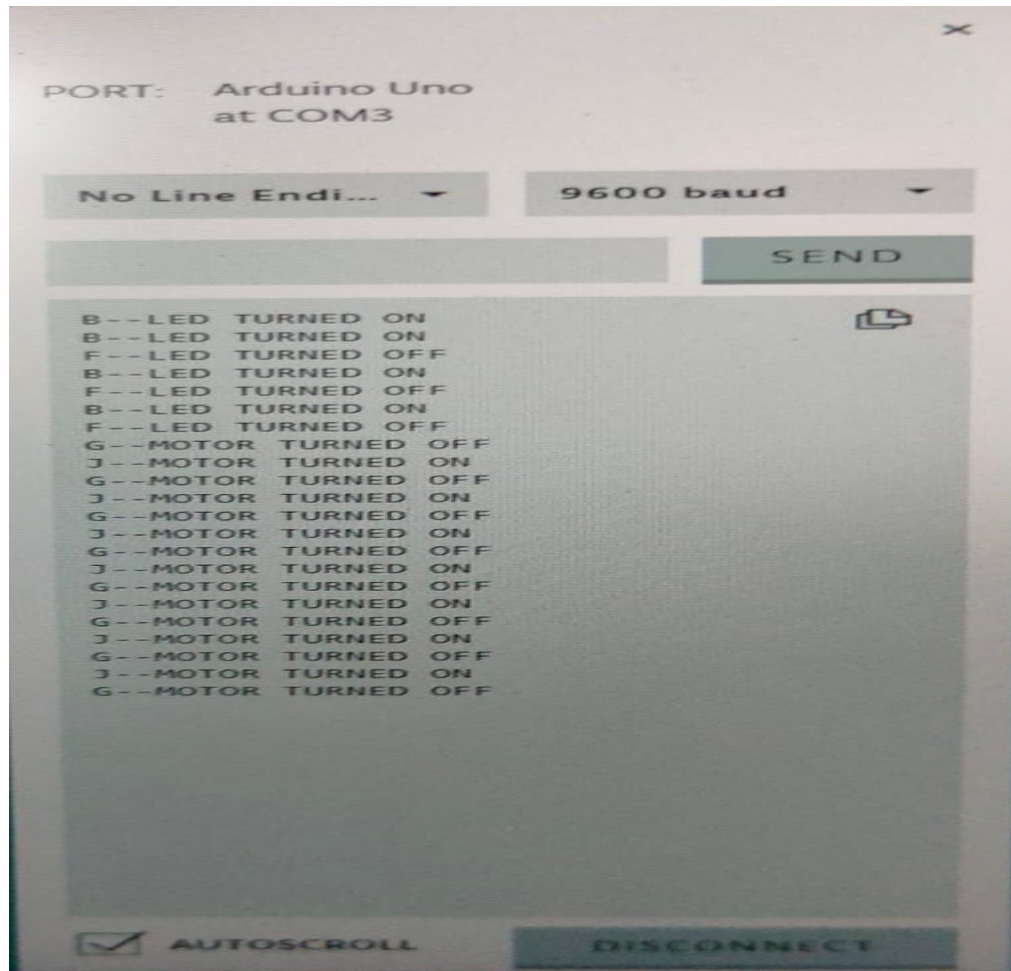 PORT: Arduino Uno
at COM3
No Line Endi...
9600 baud
SEND
B--LED TURNED ON
B--LED TURNED ON
F--LED TURNED OFF
B--LED TURNED ON
F--LED TURNED OFF
B--LED TURNED ON
F--LED TURNED OFF
G--MOTOR TURNED OFF
J--MOTOR TURNED ON
G--MOTOR TURNED OFF
J--MOTOR TURNED ON
G--MOTOR TURNED OFF
J--MOTOR TURNED ON
G--MOTOR TURNED OFF
J--MOTOR TURNED ON
G--MOTOR TURNED OFF
J--MOTOR TURNED ON
G--MOTOR TURNED OFF
J--MOTOR TURNED ON
G--MOTOR TURNED OFF
J--MOTOR TURNED ON
G--MOTOR TURNED OFF
AUTOSCROLL
DISCONNECT